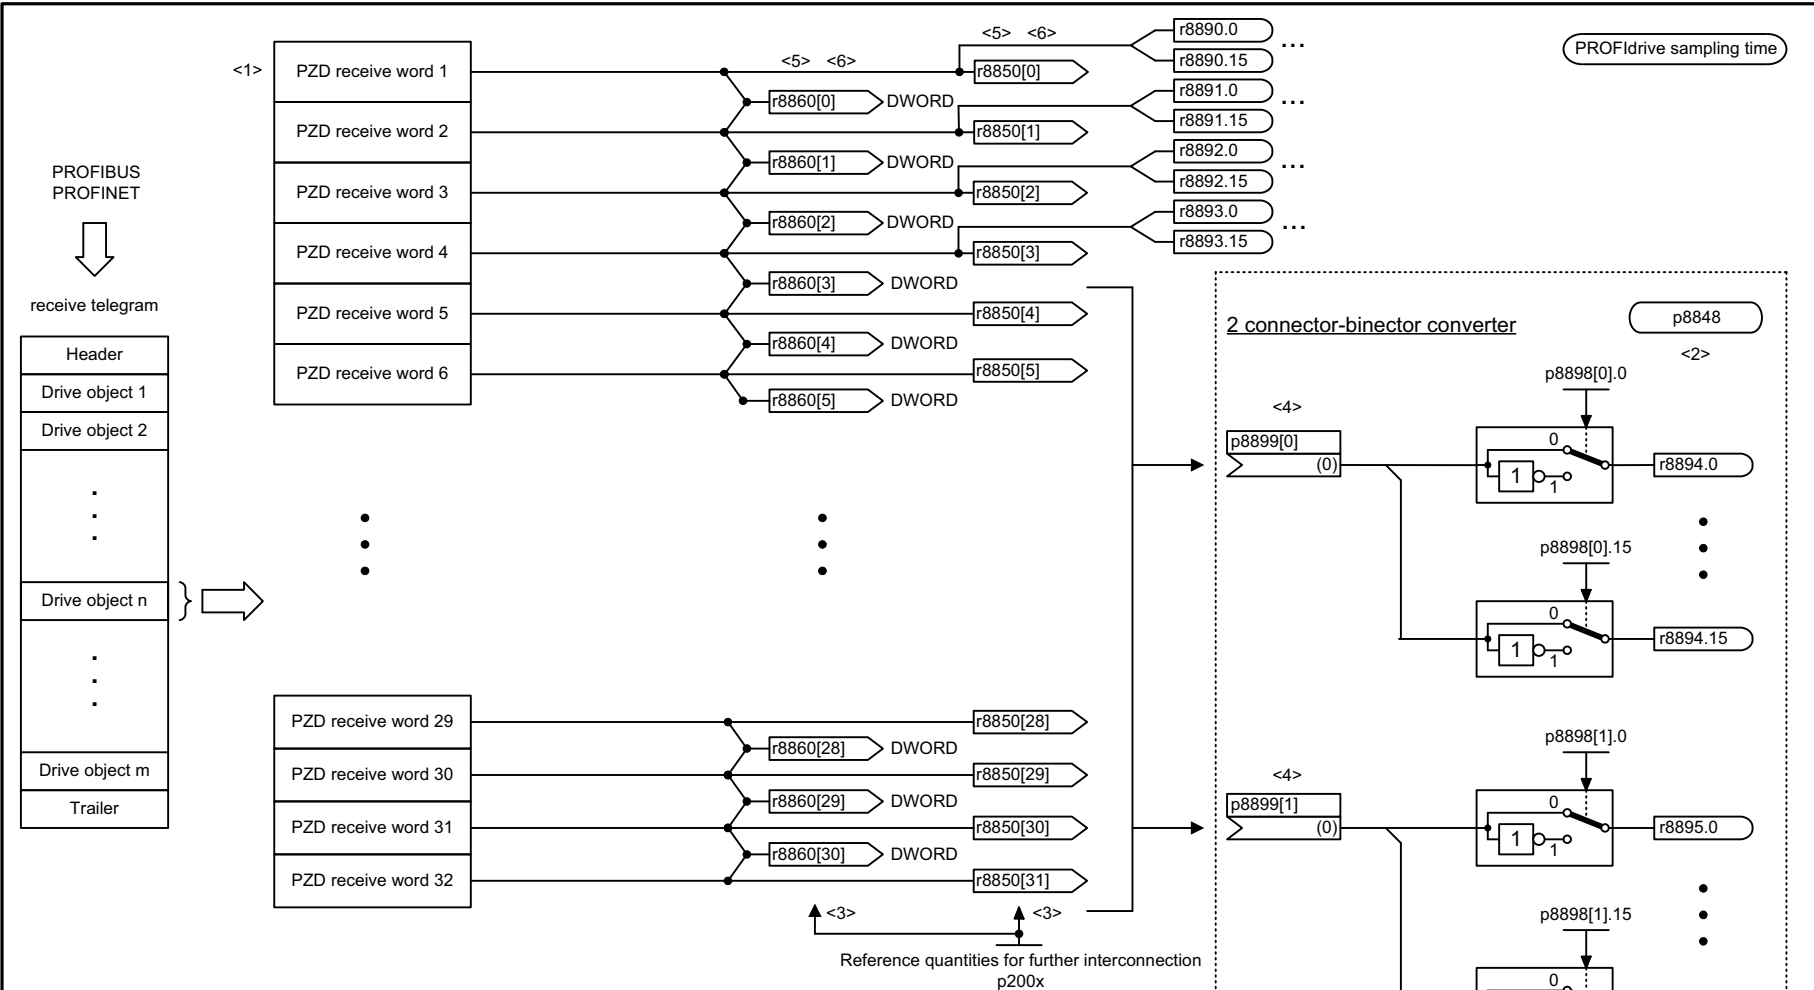 PROFIdrive sampling time
PROFIBUS
PROFINET
receive telegram
Header
Drive object 1
Drive object 2
Drive object n
Drive object m
Trailer
<1>
PZD receive word 1
PZD receive word 2
PZD receive word 3
PZD receive word 4
PZD receive word 5
PZD receive word 6
PZD receive word 29
PZD receive word 30
PZD receive word 31
PZD receive word 32
<5> <6>
r8860[0] DWORD
r8860[1] DWORD
r8860[2] DWORD
r8860[3] DWORD
r8860[4] DWORD
r8860[5] DWORD
r8860[28] DWORD
r8860[29] DWORD
r8860[30] DWORD
<5> <6>
r8850[0]
r8850[1]
r8850[2]
r8850[3]
r8850[4]
r8850[5]
r8850[28]
r8850[29]
r8850[30]
r8850[31]
<3> <3>
Reference quantities for further interconnection
p200x
r8890.0
...
r8890.15
r8891.0
...
r8891.15
r8892.0
...
r8892.15
r8893.0
...
r8893.15
2 connector-binector converter
p8848
<2>
p8898[0].0
<4>
p8899[0]
(0)
0
1
1
r8894.0
p8898[0].15
0
1
1
r8894.15
p8898[1].0
<4>
p8899[1]
(0)
0
1
1
r8895.0
p8898[1].15
0